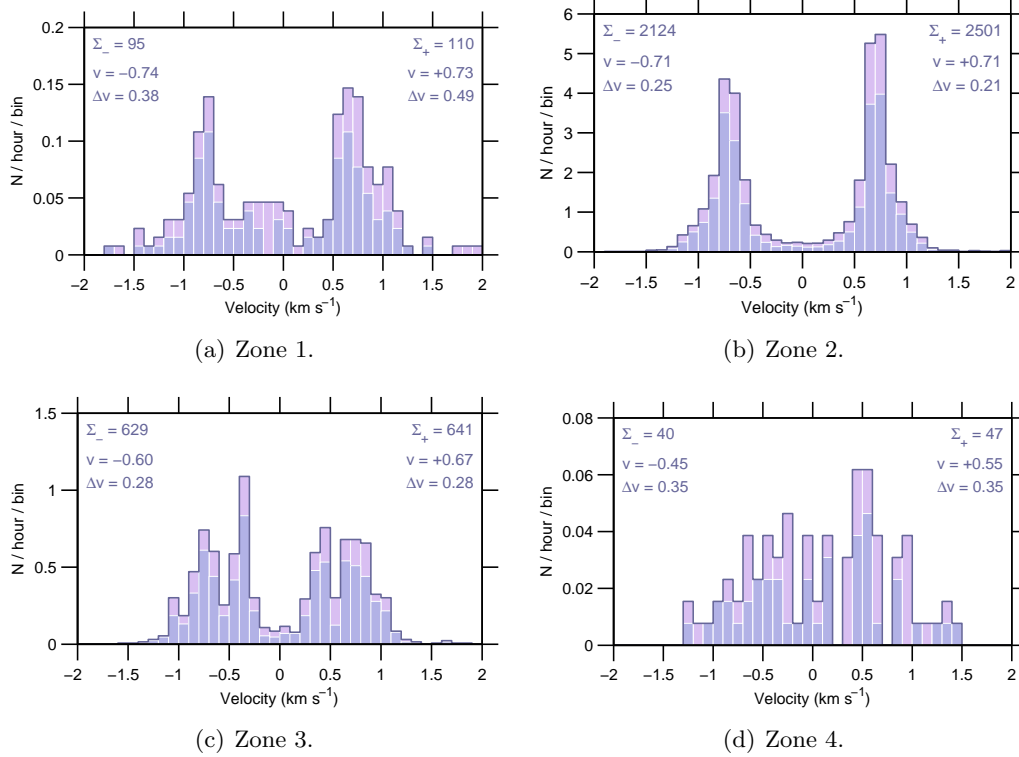 0.2
0.15
0.1
0.05
0
N / hour / bin
Σ− = 95
v = −0.74
Δv = 0.38
Σ+ = 110
v = +0.73
Δv = 0.49
−2 −1.5 −1 −0.5 0 0.5 1 1.5 2
Velocity (km s−1)
(a) Zone 1.
6
5
4
3
2
1
0
N / hour / bin
Σ− = 2124
v = −0.71
Δv = 0.25
Σ+ = 2501
v = +0.71
Δv = 0.21
−2 −1.5 −1 −0.5 0 0.5 1 1.5 2
Velocity (km s−1)
(b) Zone 2.
1.5
1
0.5
0
N / hour / bin
Σ− = 629
v = −0.60
Δv = 0.28
Σ+ = 641
v = +0.67
Δv = 0.28
−2 −1.5 −1 −0.5 0 0.5 1 1.5 2
Velocity (km s−1)
(c) Zone 3.
0.08
0.06
0.04
0.02
0
N / hour / bin
Σ− = 40
v = −0.45
Δv = 0.35
Σ+ = 47
v = +0.55
Δv = 0.35
−2 −1.5 −1 −0.5 0 0.5 1 1.5 2
Velocity (km s−1)
(d) Zone 4.